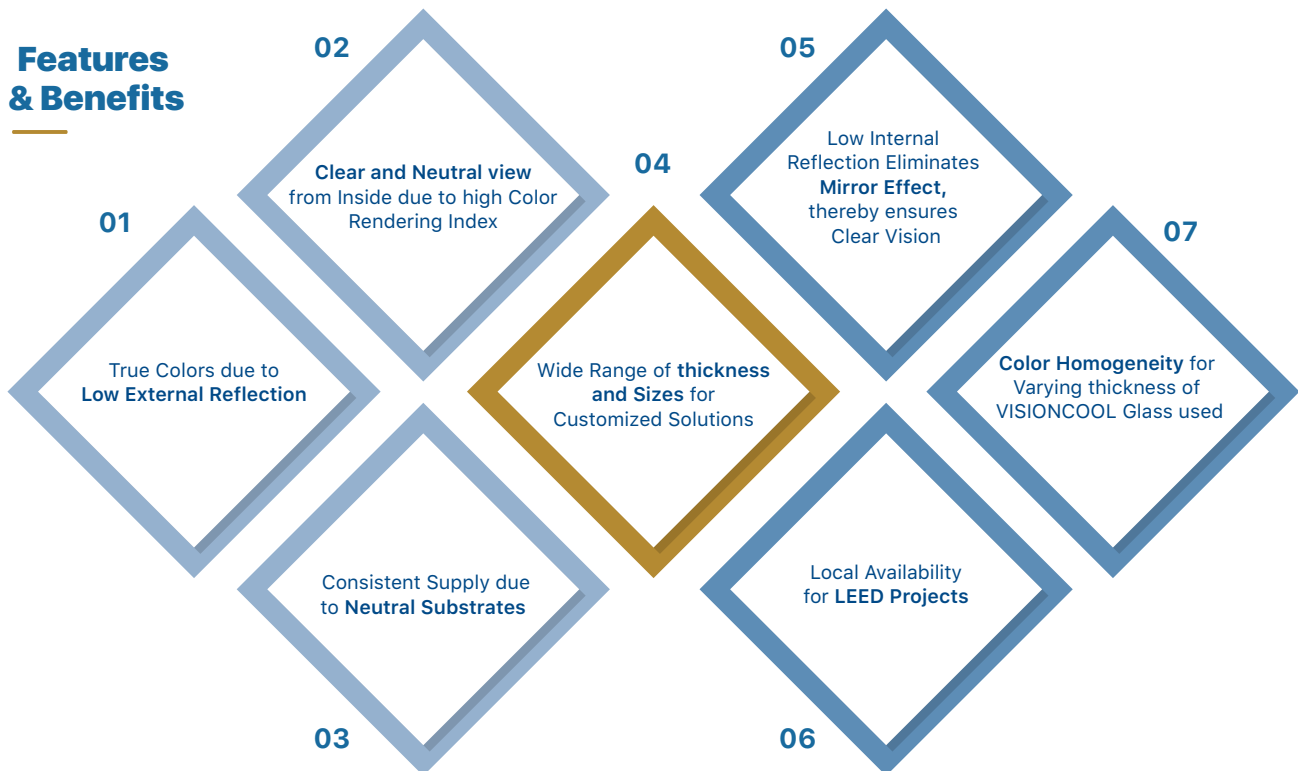 Features
& Benefits
01
True Colors due to
Low External Reflection
02
Clear and Neutral view
from Inside due to high Color
Rendering Index
03
Consistent Supply due
to Neutral Substrates
04
Wide Range of thickness
and Sizes for
Customized Solutions
05
Low Internal
Reflection Eliminates
Mirror Effect,
thereby ensures
Clear Vision
06
Local Availability
for LEED Projects
07
Color Homogeneity for
Varying thickness of
VISIONCOOL Glass used